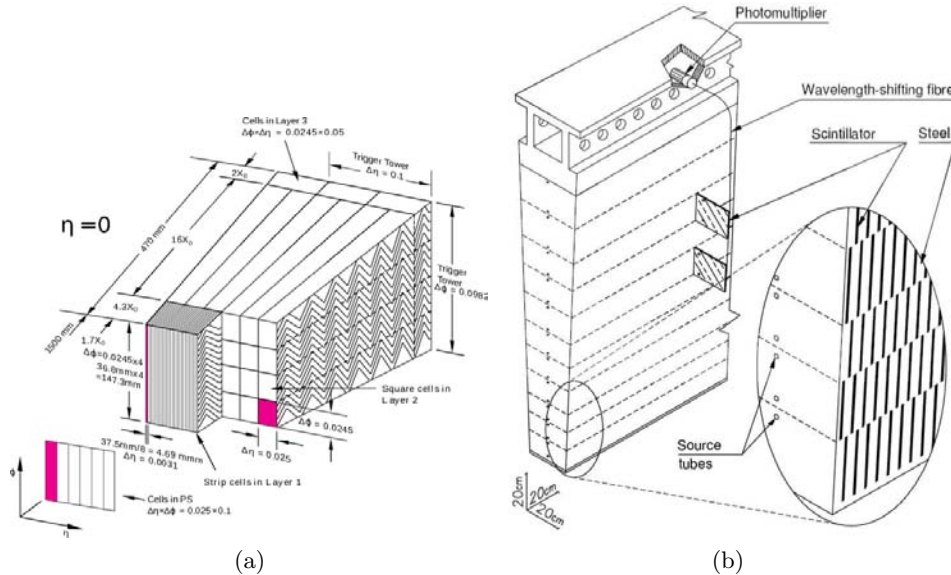 Cells in Layer 3
Δϕ×Δη = 0.0245×0.05
Trigger Tower
Δη = 0.1
2X₀
η = 0
470 mm
16X₀
Trigger
Tower
Δϕ = 0.0982
4.3X₀
1500 mm
1.7X₀
Δϕ=0.0245x4
36.8mmx4
=147.3mm
Square cells in
Layer 2
Δϕ = 0.0245
Δη = 0.025
37.5mm/8 = 4.69 mmm
Δη = 0.0031
Strip cells in Layer 1
ϕ
Cells in PS
Δη×Δϕ = 0.025×0.1
η
(a)
Photomultiplier
Wavelength-shifting fibre
Scintillator
Steel
Source
tubes
20cm
20cm
20cm
(b)